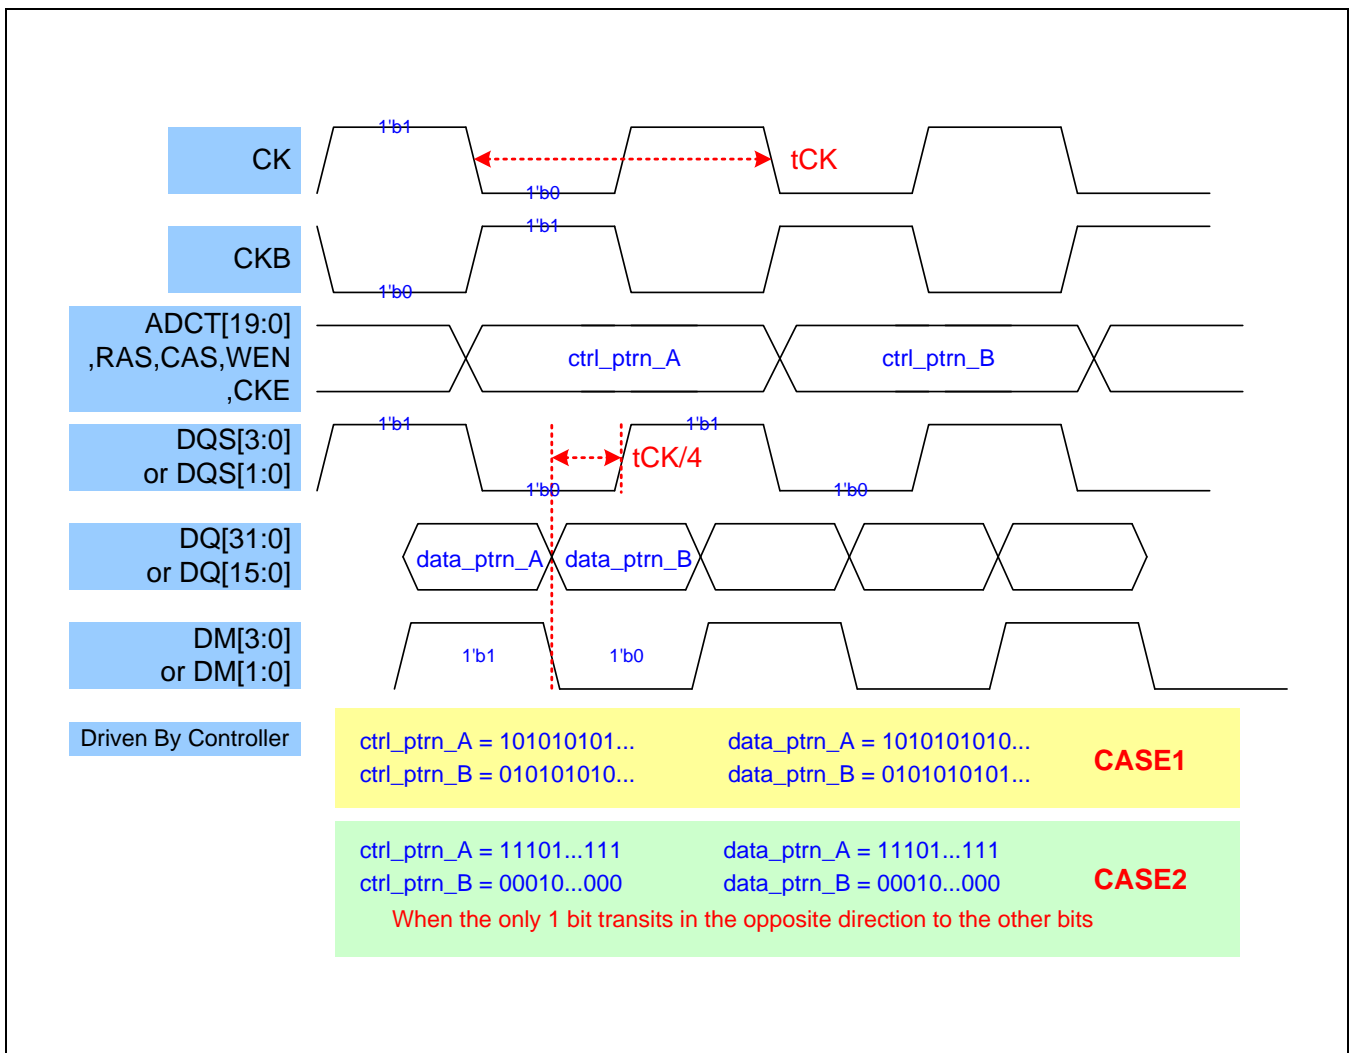 CK
1'b1
1'b0
tCK
CKB
1'b1
1'b0
ADCT[19:0]
,RAS,CAS,WEN
,CKE
ctrl_ptrn_A
ctrl_ptrn_B
DQS[3:0]
or DQS[1:0]
1'b1
1'b0
tCK/4
1'b1
1'b0
DQ[31:0]
or DQ[15:0]
data_ptrn_A
data_ptrn_B
DM[3:0]
or DM[1:0]
1'b1
1'b0
Driven By Controller
ctrl_ptrn_A = 101010101...
data_ptrn_A = 1010101010...
ctrl_ptrn_B = 010101010...
data_ptrn_B = 0101010101...
CASE1
ctrl_ptrn_A = 11101...111
data_ptrn_A = 11101...111
ctrl_ptrn_B = 00010...000
data_ptrn_B = 00010...000
CASE2
When the only 1 bit transits in the opposite direction to the other bits